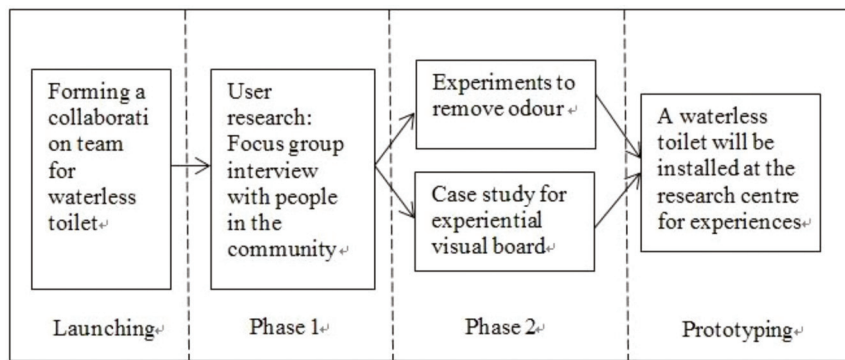 Forming a
collaborati
on team
for
waterless
toilet
User
research:
Focus group
interview
with people
in the
community
Experiments to
remove odour
Case study for
experiential
visual board
A waterless
toilet will be
installed at the
research centre
for experiences
Launching
Phase 1
Phase 2
Prototyping